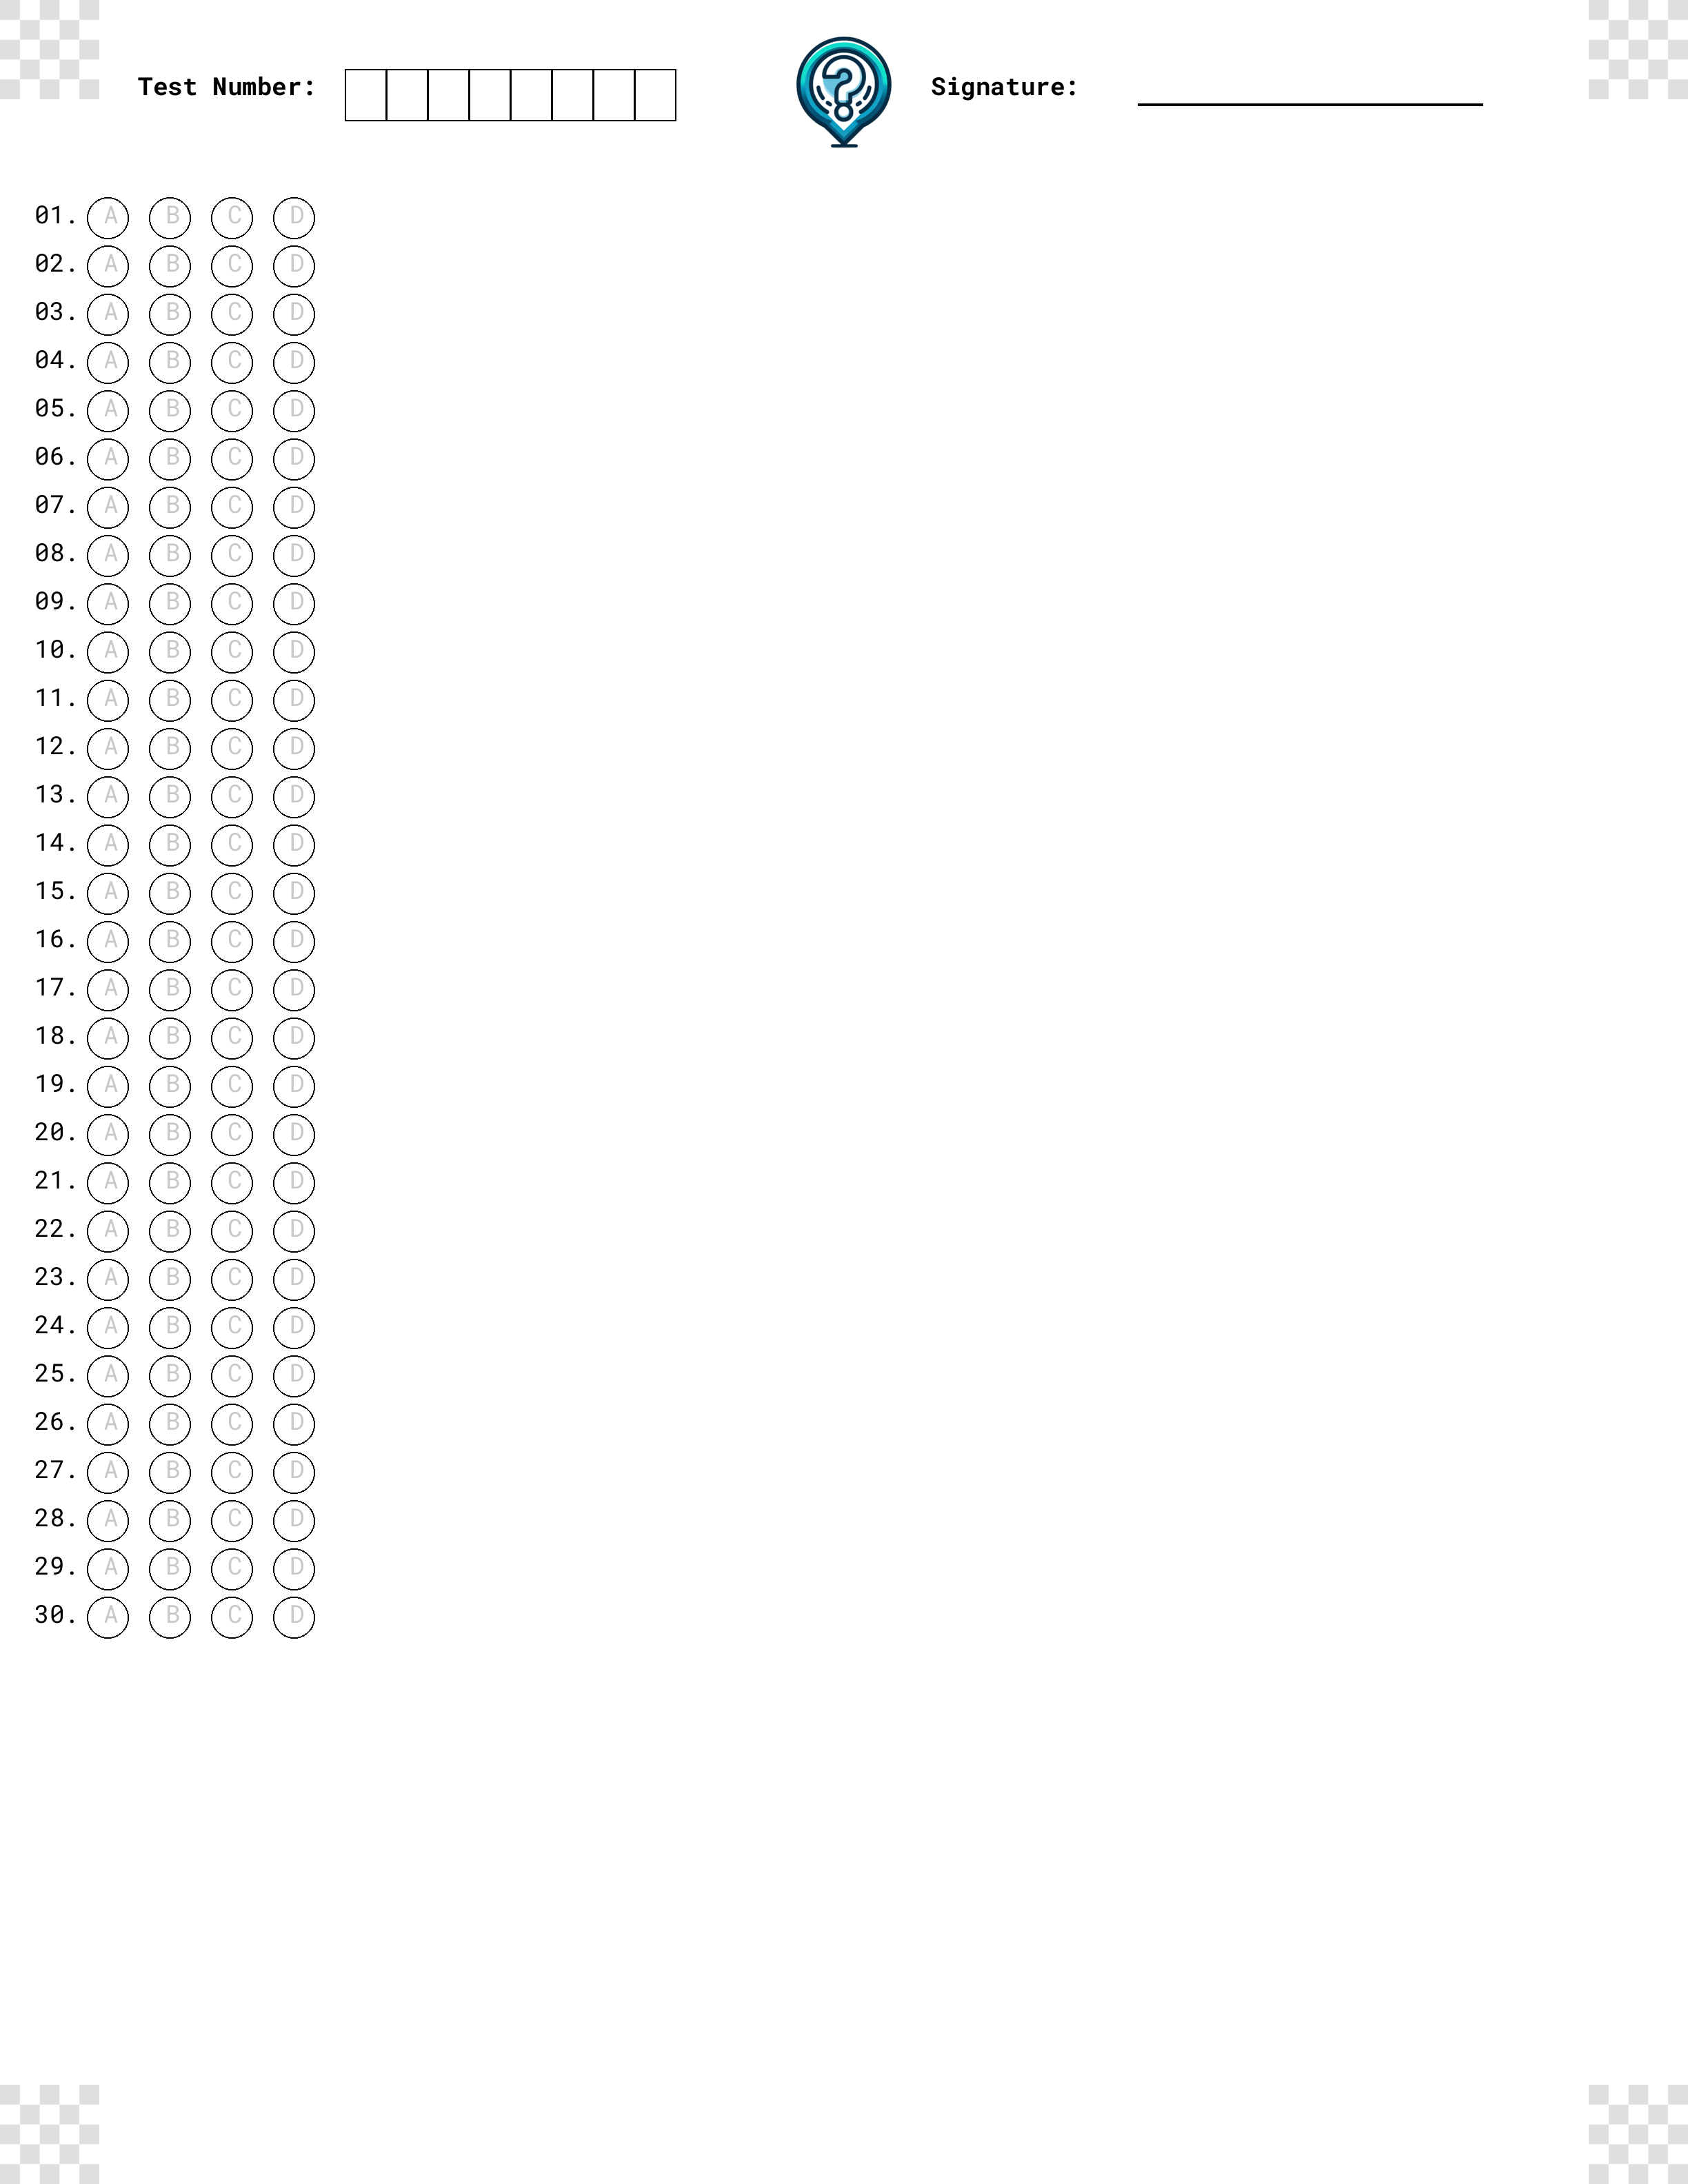 Test Number: Signature:
01. A B C D
02. A B C D
03. A B C D
04. A B C D
05. A B C D
06. A B C D
07. A B C D
08. A B C D
09. A B C D
10. A B C D
11. A B C D
12. A B C D
13. A B C D
14. A B C D
15. A B C D
16. A B C D
17. A B C D
18. A B C D
19. A B C D
20. A B C D
21. A B C D
22. A B C D
23. A B C D
24. A B C D
25. A B C D
26. A B C D
27. A B C D
28. A B C D
29. A B C D
30. A B C D